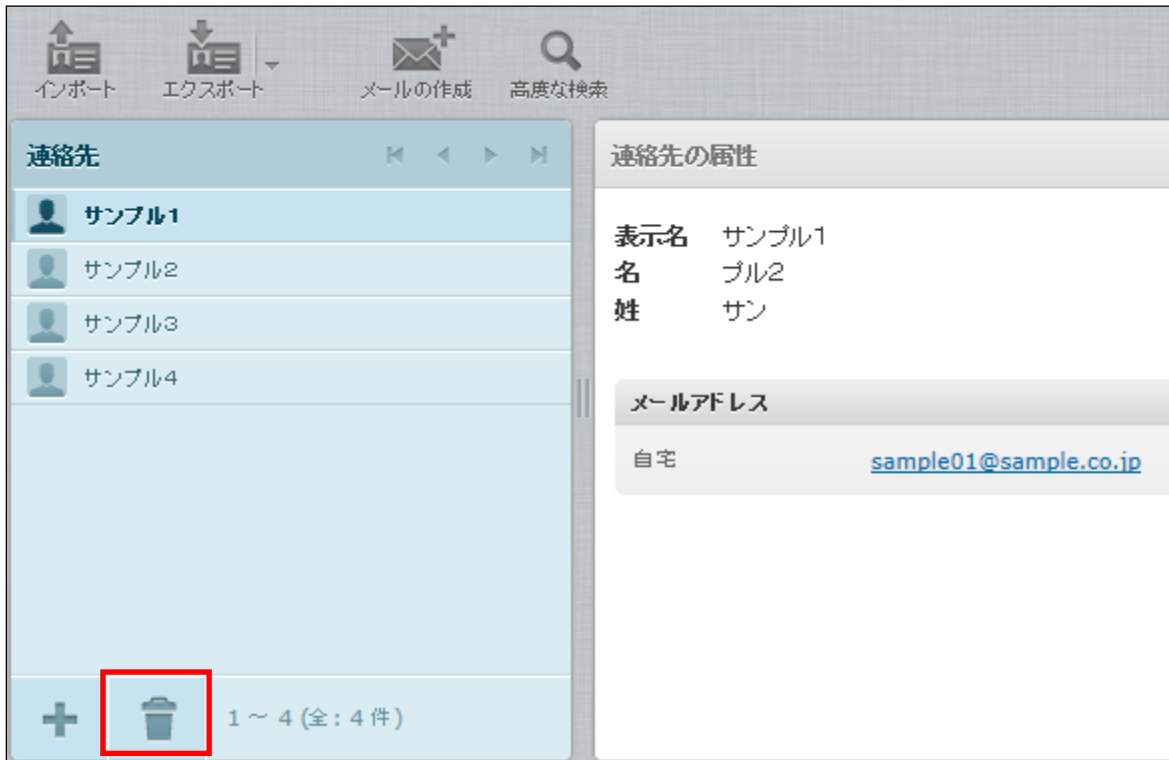 インポート エクスポート メールの作成 高度な検索
連絡先
サンプル1
サンプル2
サンプル3
サンプル4
1 ～ 4 (全 : 4 件)
連絡先の属性
表示名 サンプル1
名 プル2
姓 サン
メールアドレス
自宅 sample01@sample.co.jp